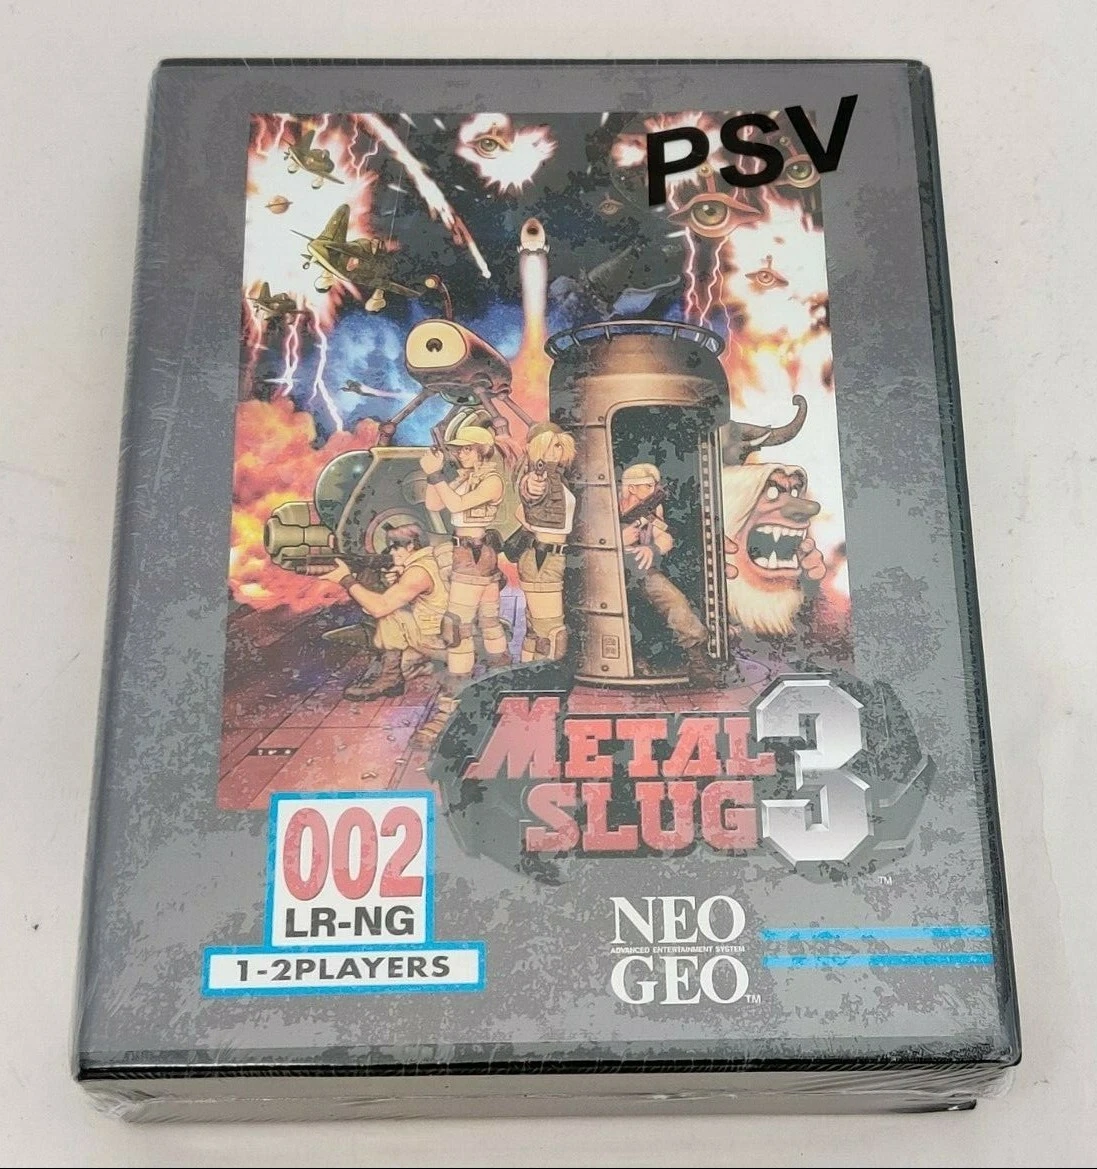 PSV
METAL
SLUG 3
TM
002
LR-NG
1-2PLAYERS
NEO
ADVANCED ENTERTAINMENT SYSTEM
GEO TM